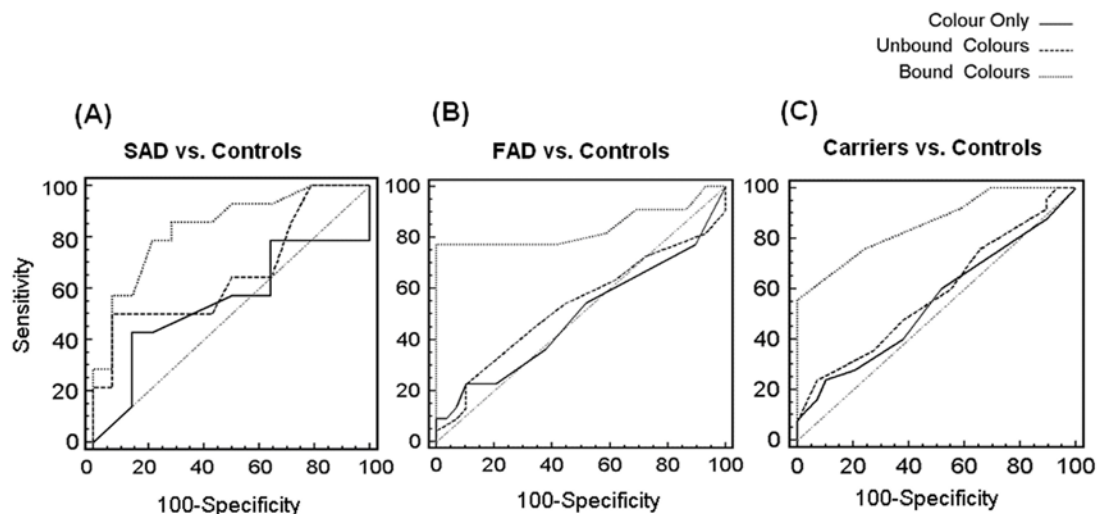 Colour Only
Unbound Colours
Bound Colours
(A)
SAD vs. Controls
(B)
FAD vs. Controls
(C)
Carriers vs. Controls
Sensitivity
100
80
60
40
20
0
0 20 40 60 80 100
100-Specificity
100
80
60
40
20
0
0 20 40 60 80 100
100-Specificity
100
80
60
40
20
0
0 20 40 60 80 100
100-Specificity